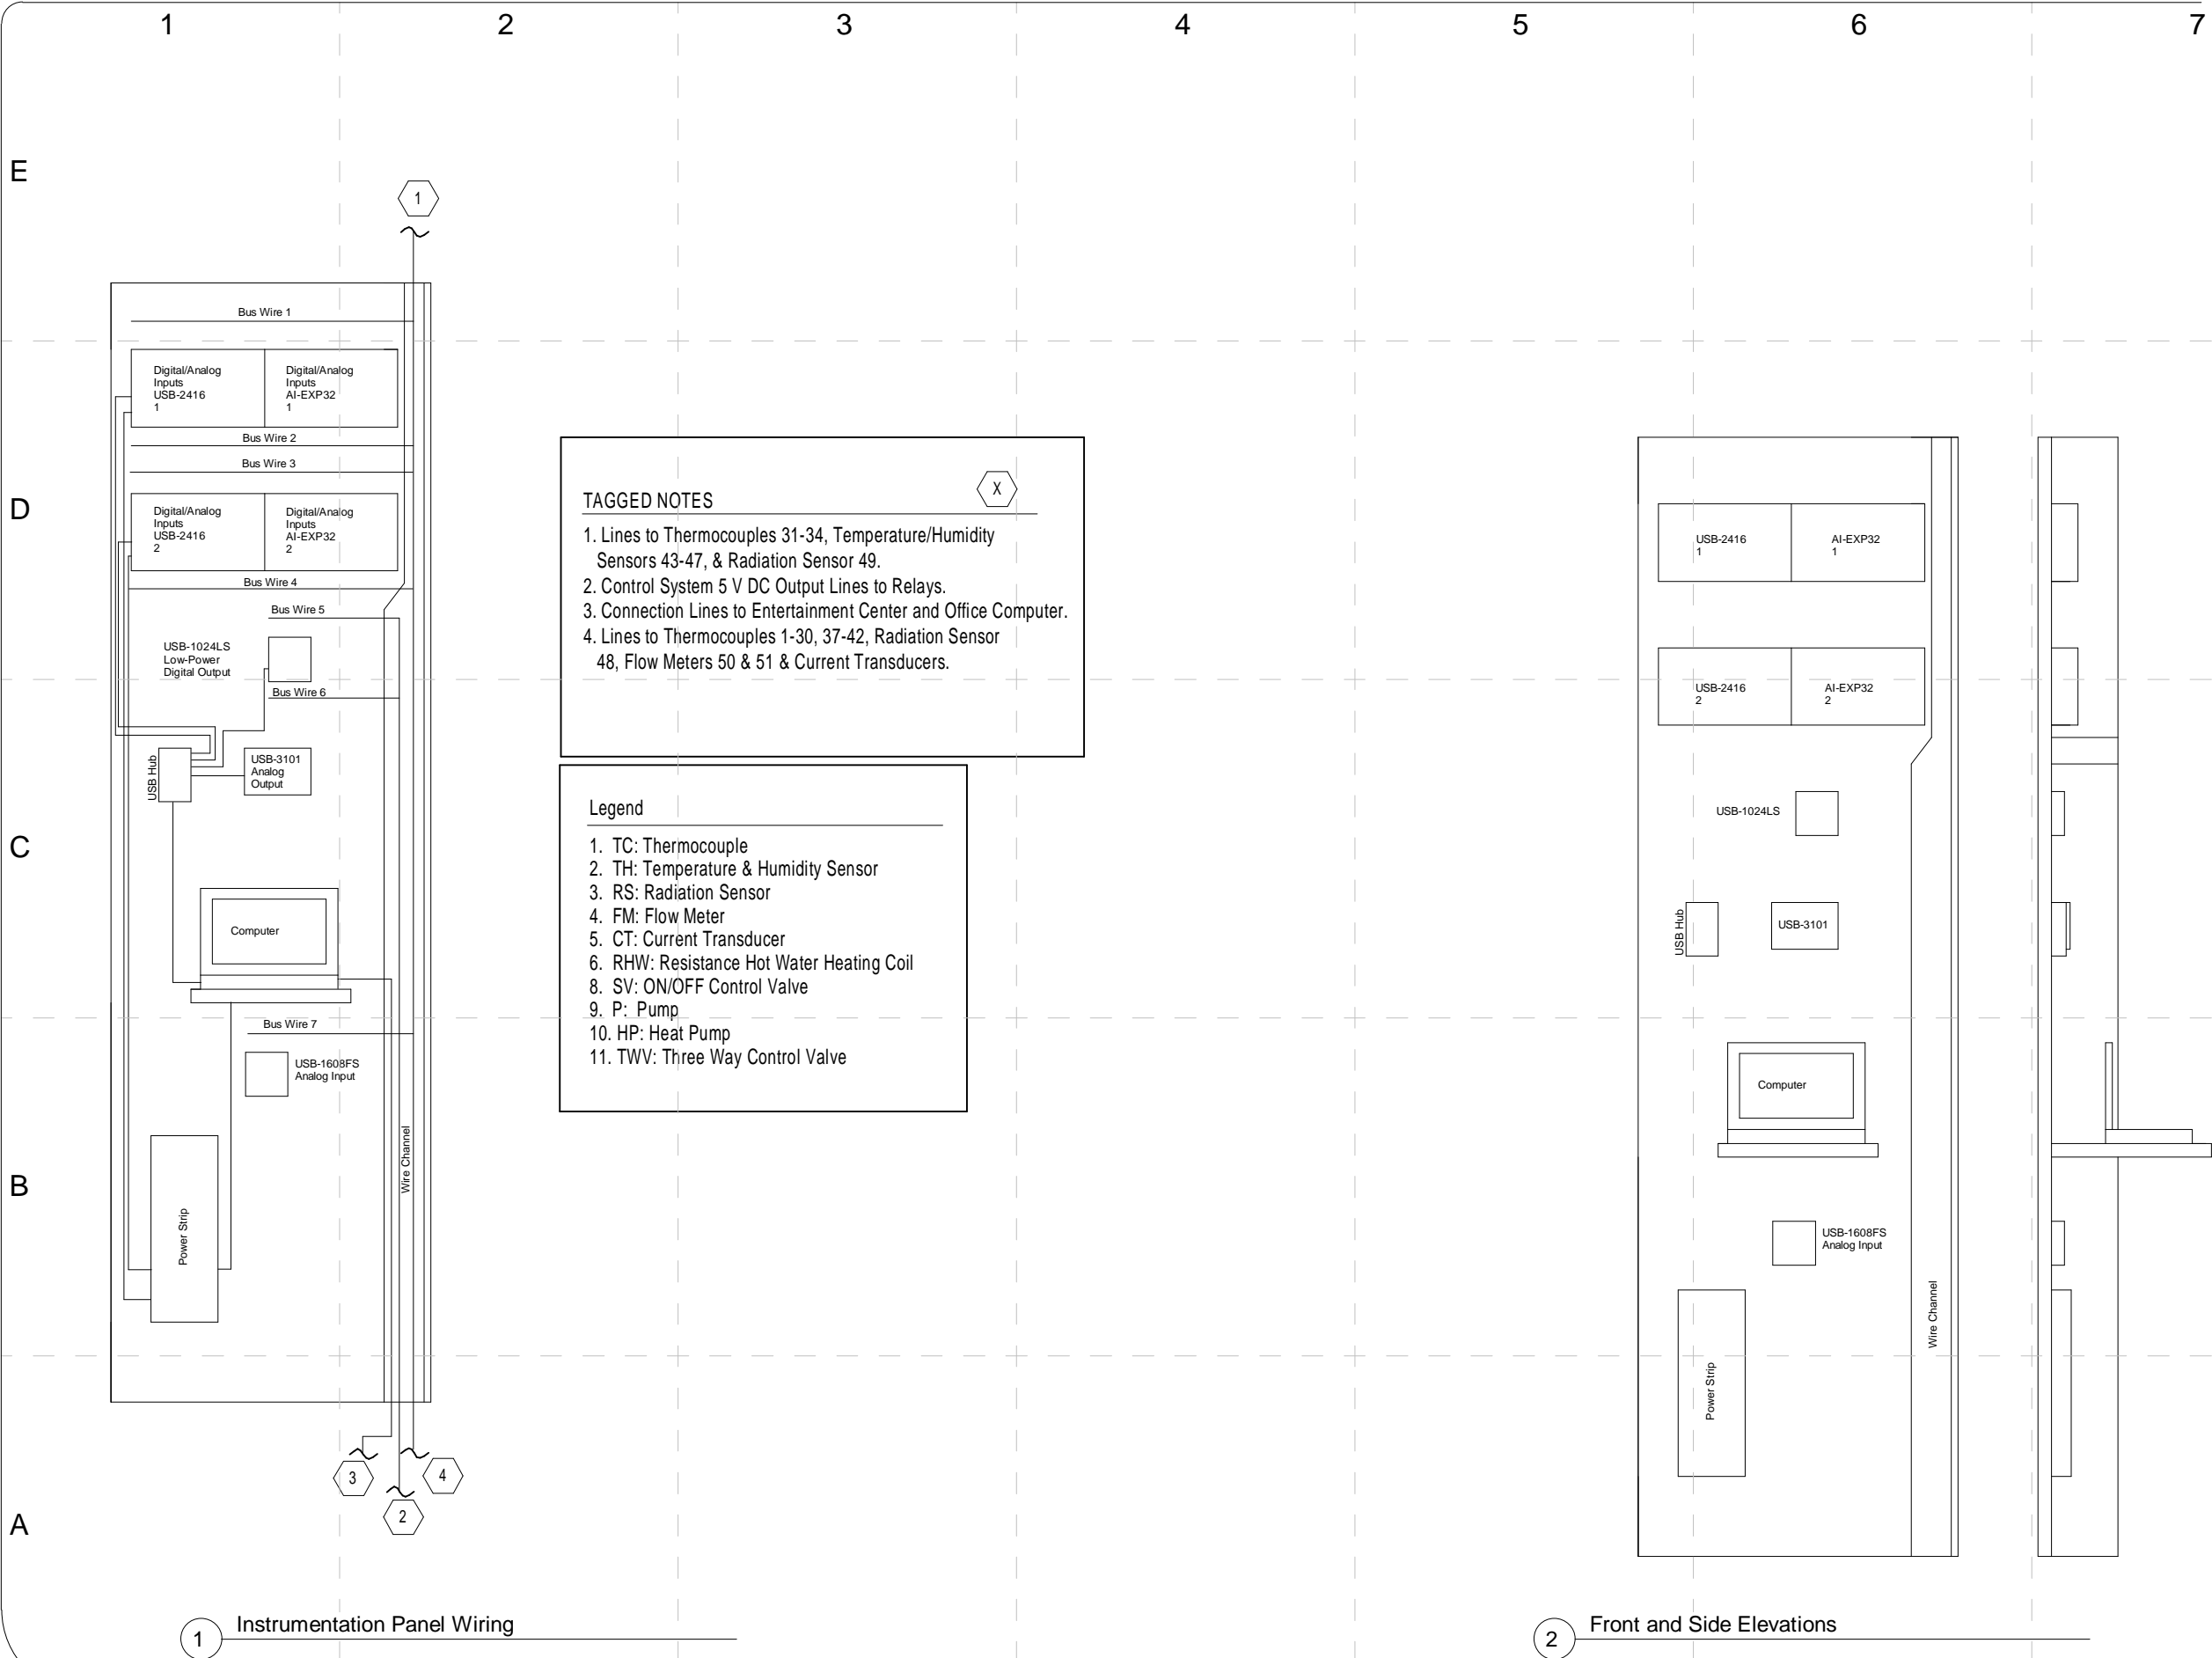 1 2 3 4 5 6 7
E
D
C
B
A
1
Bus Wire 1
Digital/Analog
Inputs
USB-2416
1
Digital/Analog
Inputs
AI-EXP32
1
Bus Wire 2
Bus Wire 3
Digital/Analog
Inputs
USB-2416
2
Digital/Analog
Inputs
AI-EXP32
2
Bus Wire 4
Bus Wire 5
USB-1024LS
Low-Power
Digital Output
Bus Wire 6
USB Hub
USB-3101
Analog
Output
Computer
Bus Wire 7
USB-1608FS
Analog Input
Wire Channel
Power Strip
3
4
2
TAGGED NOTES
X
1. Lines to Thermocouples 31-34, Temperature/Humidity
Sensors 43-47, & Radiation Sensor 49.
2. Control System 5 V DC Output Lines to Relays.
3. Connection Lines to Entertainment Center and Office Computer.
4. Lines to Thermocouples 1-30, 37-42, Radiation Sensor
48, Flow Meters 50 & 51 & Current Transducers.
Legend
1. TC: Thermocouple
2. TH: Temperature & Humidity Sensor
3. RS: Radiation Sensor
4. FM: Flow Meter
5. CT: Current Transducer
6. RHW: Resistance Hot Water Heating Coil
8. SV: ON/OFF Control Valve
9. P: Pump
10. HP: Heat Pump
11. TWV: Three Way Control Valve
USB-2416
1
AI-EXP32
1
USB-2416
2
AI-EXP32
2
USB-1024LS
USB Hub
USB-3101
Computer
USB-1608FS
Analog Input
Wire Channel
Power Strip
1 Instrumentation Panel Wiring
2 Front and Side Elevations